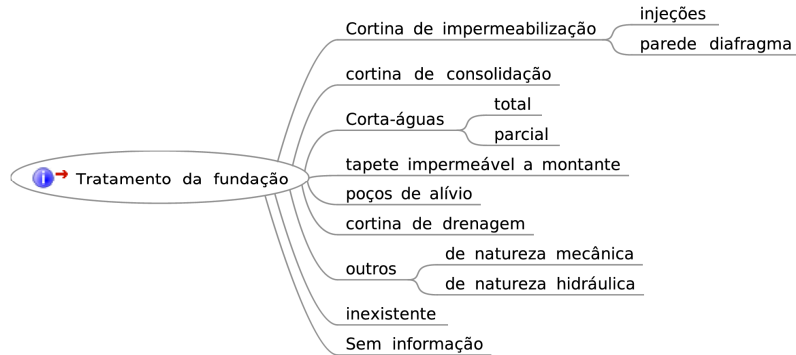 Tratamento da fundação
Cortina de impermeabilização
injeções
parede diafragma
cortina de consolidação
Corta-águas
total
parcial
tapete impermeável a montante
poços de alívio
cortina de drenagem
outros
de natureza mecânica
de natureza hidráulica
inexistente
Sem informação